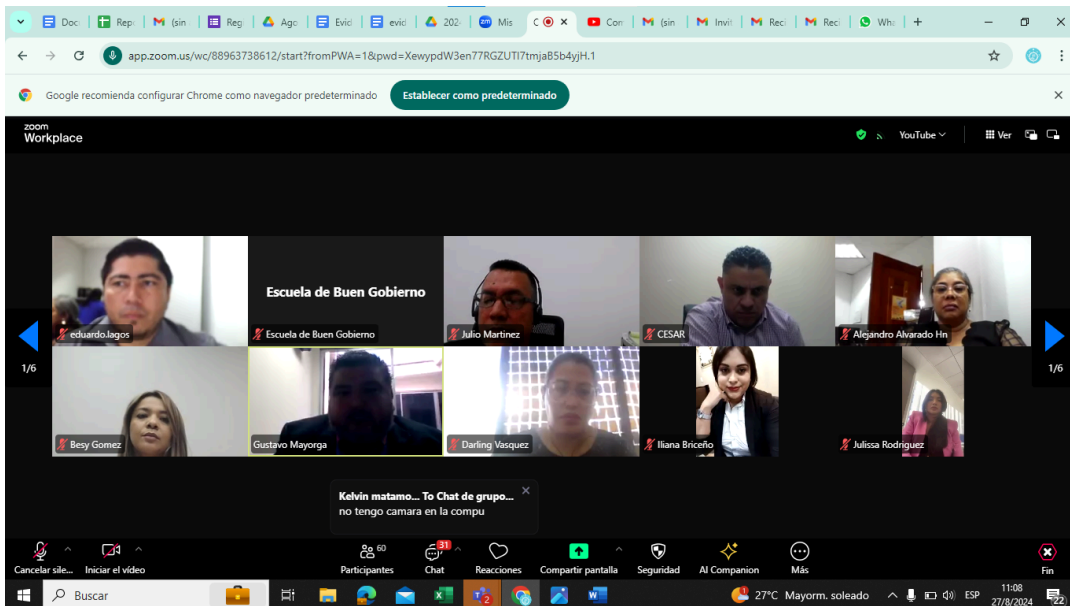 Doc
Rep
(sin
Reg
Ago
Evid
evid
202
Mis
C
Con
(sin
Invit
Reci
Reci
Wha
app.zoom.us/wc/88963738612/start?fromPWA=1&pwd=XewypdW3en77RGZUTl7tmjaB5b4yjH.1
Google recomienda configurar Chrome como navegador predeterminado
Establecer como predeterminado
zoom
Workplace
YouTube
Ver
Escuela de Buen Gobierno
eduardo.lagos
Escuela de Buen Gobierno
Julio Martinez
CESAR
Alejandro Alvarado Hn
1/6
1/6
Besy Gomez
Gustavo Mayorga
Darling Vasquez
Iliana Briceño
Julissa Rodriguez
Kelvin matamo... To Chat de grupo...
no tengo camara en la compu
60
31
Cancelar sile...
Iniciar el vídeo
Participantes
Chat
Reacciones
Compartir pantalla
Seguridad
AI Companion
Más
Fin
Buscar
27°C Mayorm. soleado
ESP
11:08
27/8/2024
22